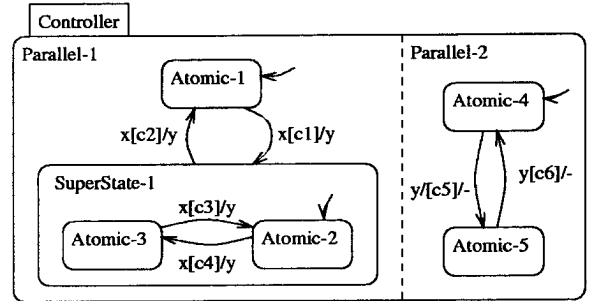 Controller
Parallel-1
Parallel-2
Atomic-1
Atomic-4
x[c2]/y
x[c1]/y
SuperState-1
y/[c5]/-
y[c6]/-
x[c3]/y
Atomic-3
Atomic-2
Atomic-5
x[c4]/y